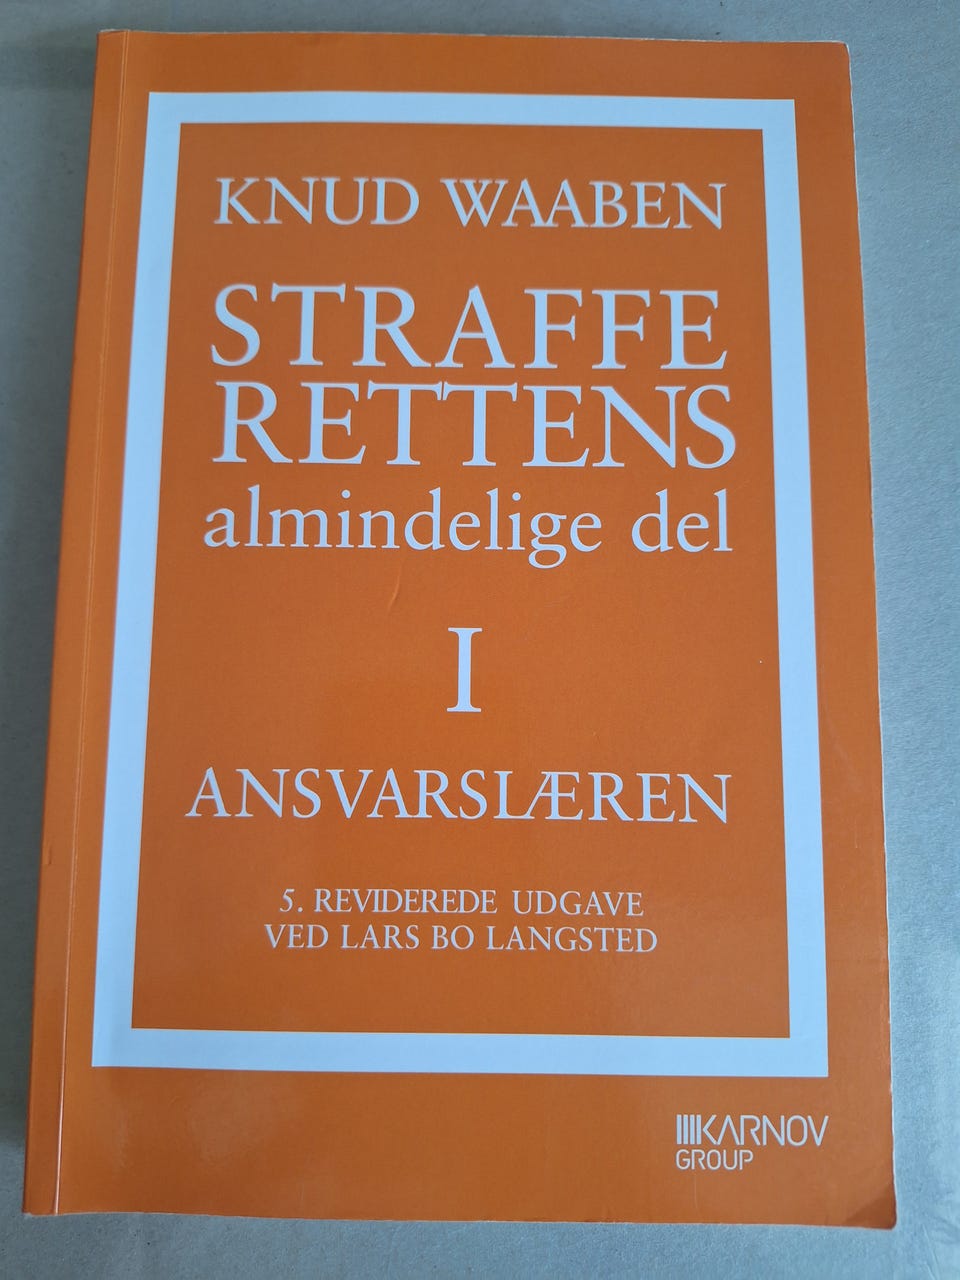 KNUD WAABEN
STRAFFE
RETTENS
almindelige del
I
ANSVARSLÆREN
5. REVIDEREDE UDGAVE
VED LARS BO LANGSTED
KARNOV
GROUP